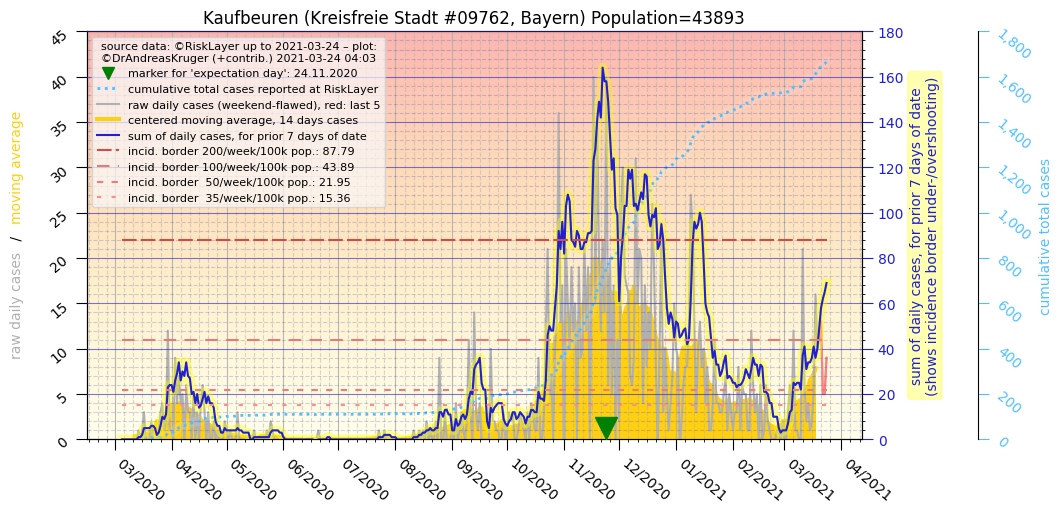 Kaufbeuren (Kreisfreie Stadt #09762, Bayern) Population=43893
source data: ©RiskLayer up to 2021-03-24 – plot:
©DrAndreasKruger (+contrib.) 2021-03-24 04:03
marker for 'expectation day': 24.11.2020
cumulative total cases reported at RiskLayer
raw daily cases (weekend-flawed), red: last 5
centered moving average, 14 days cases
sum of daily cases, for prior 7 days of date
incid. border 200/week/100k pop.: 87.79
incid. border 100/week/100k pop.: 43.89
incid. border  50/week/100k pop.: 21.95
incid. border  35/week/100k pop.: 15.36
raw daily cases / moving average
45
40
35
30
25
20
15
10
5
0
180
160
140
120
100
80
60
40
20
0
sum of daily cases, for prior 7 days of date
(shows incidence border under-/overshooting)
1,800
1,600
1,400
1,200
1,000
800
600
400
200
0
cumulative total cases
03/2020
04/2020
05/2020
06/2020
07/2020
08/2020
09/2020
10/2020
11/2020
12/2020
01/2021
02/2021
03/2021
04/2021